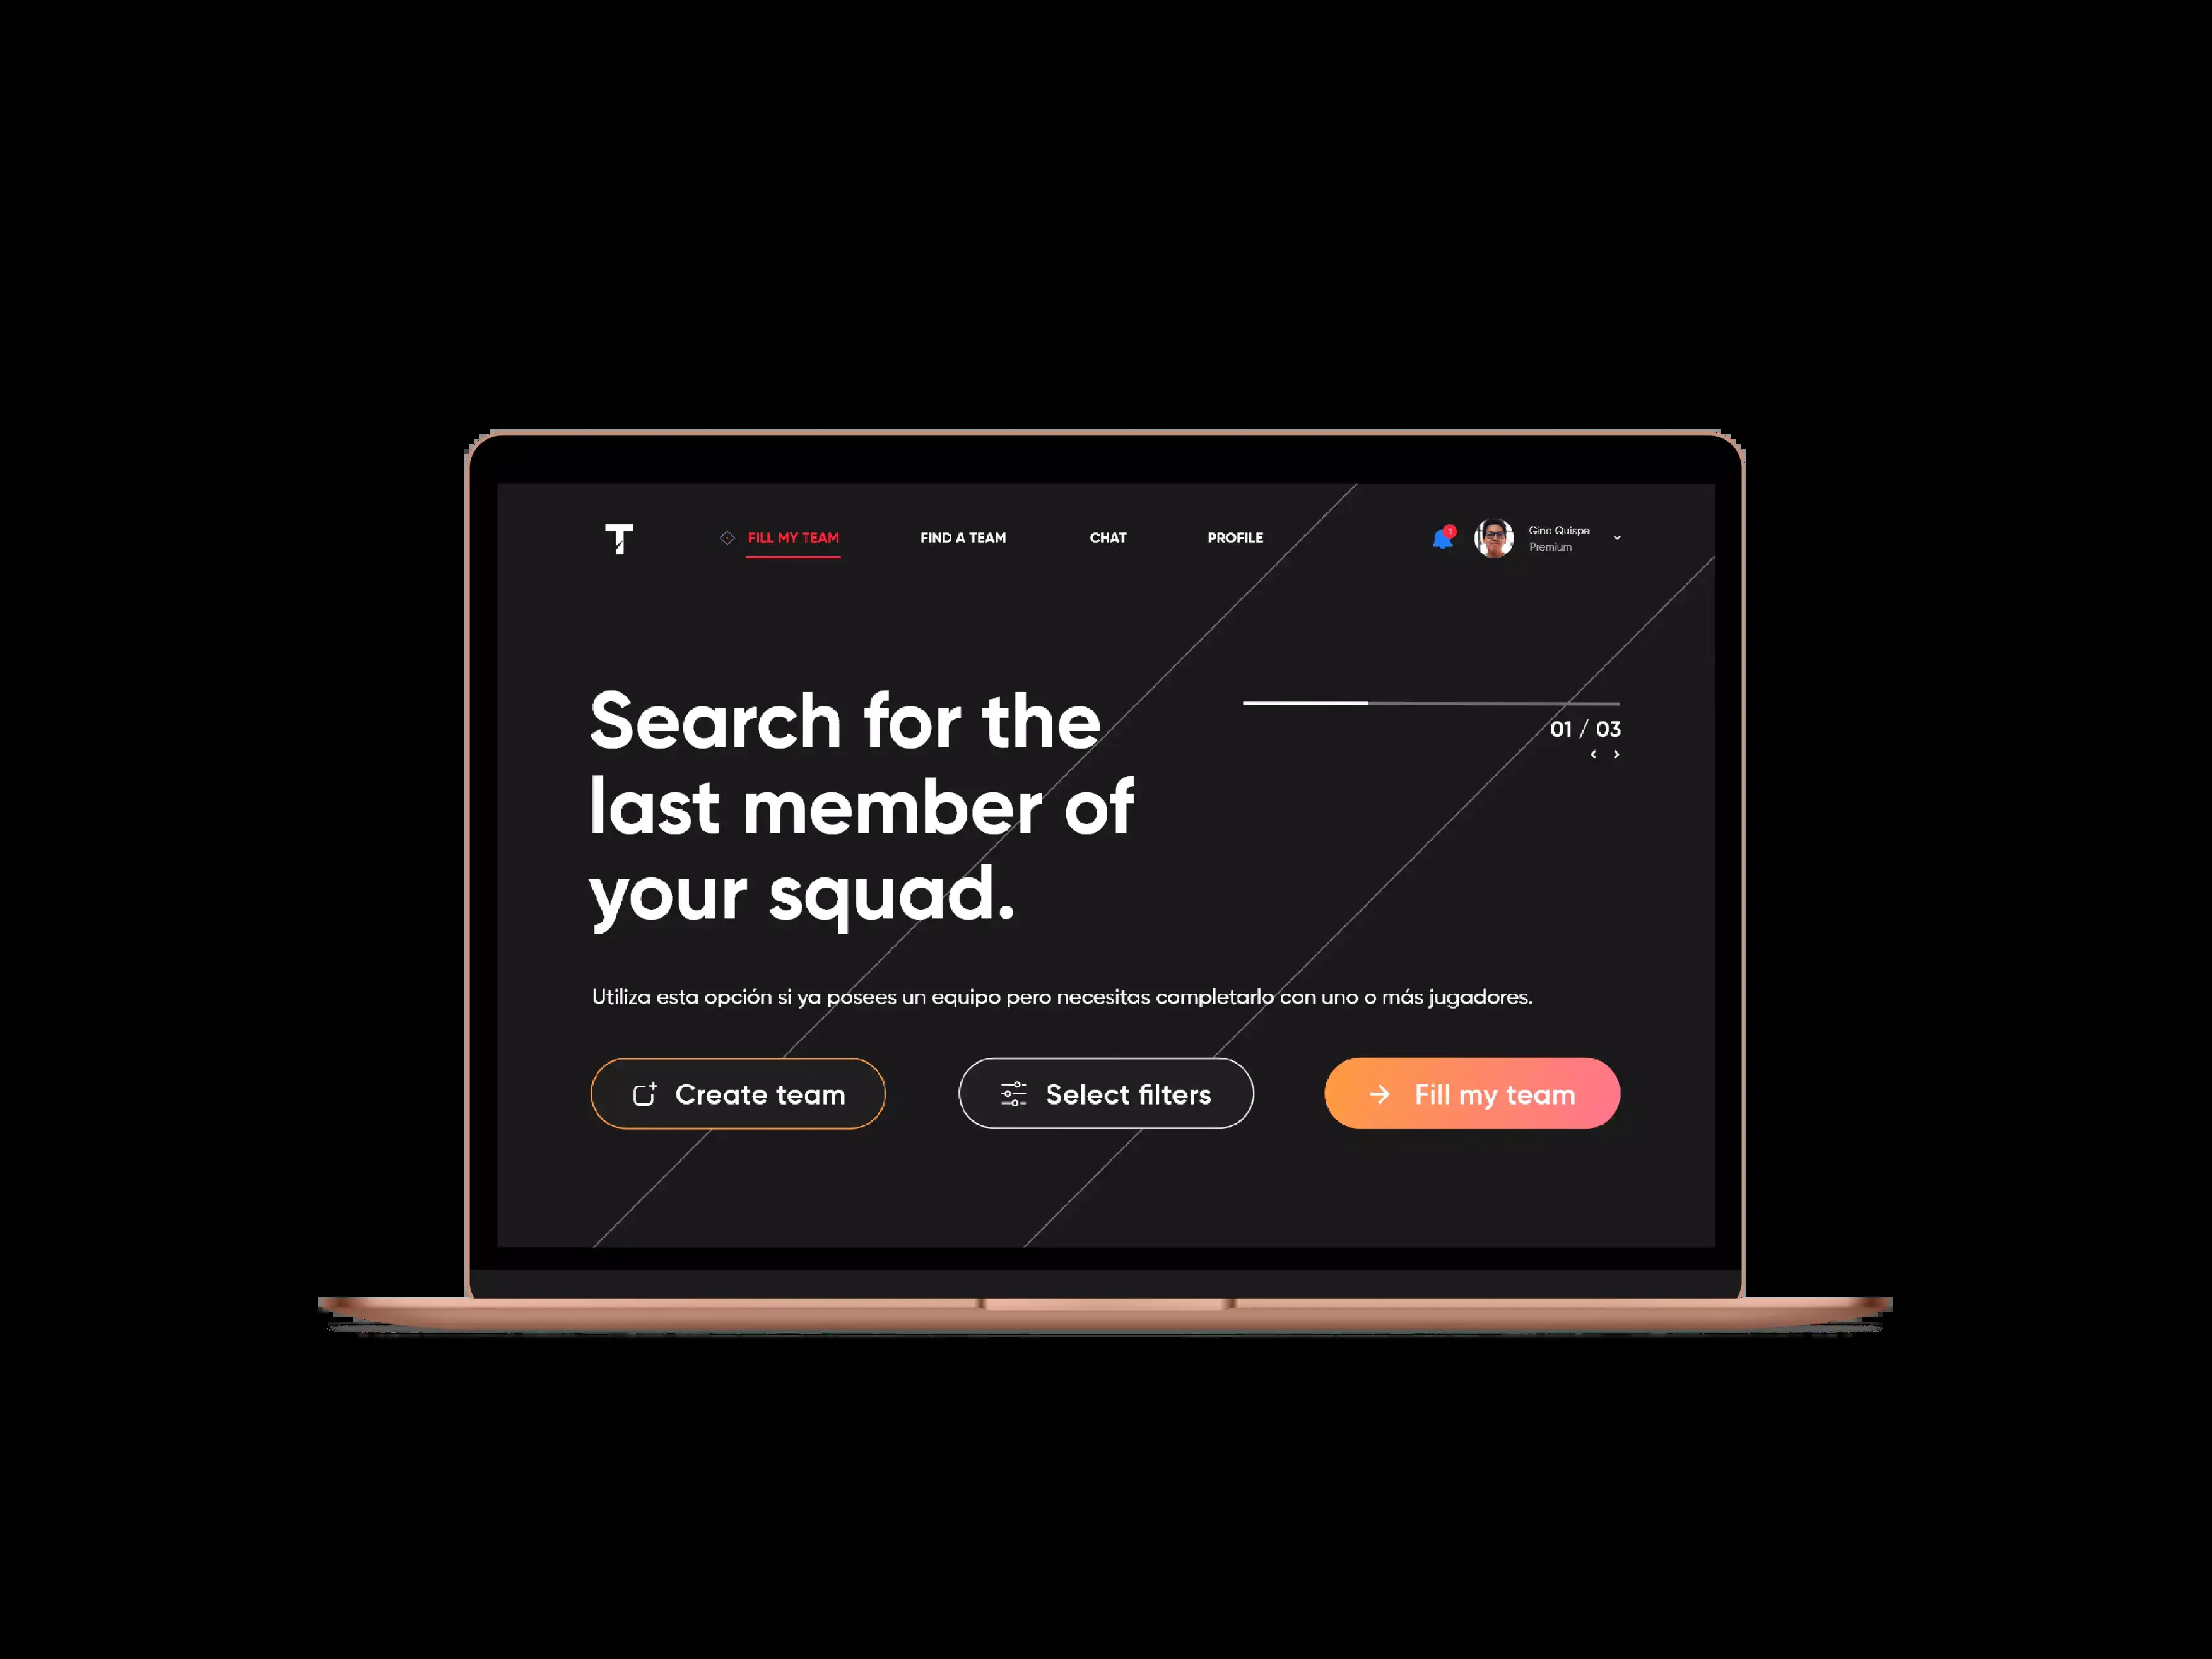 T
FILL MY TEAM
FIND A TEAM
CHAT
PROFILE
1
Gino Quispe
Premium
Search for the
last member of
your squad.
01 / 03
Utiliza esta opción si ya posees un equipo pero necesitas completarlo con uno o más jugadores.
Create team
Select filters
Fill my team